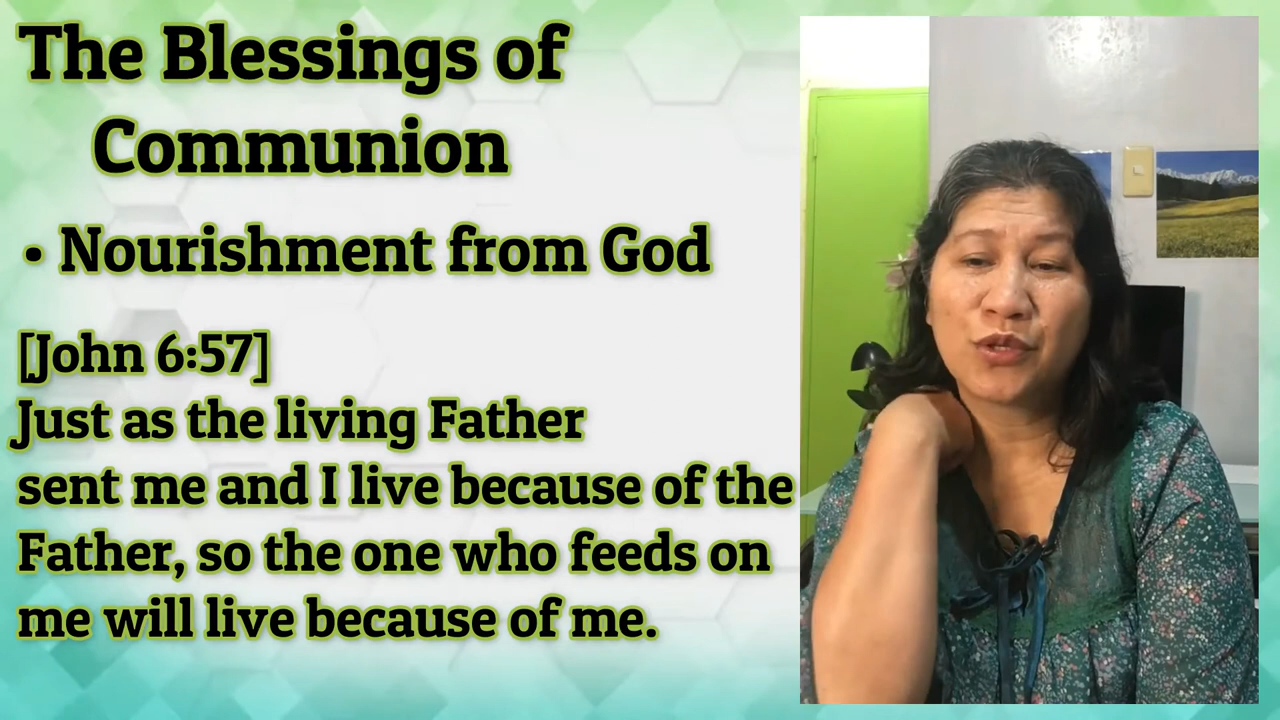 The Blessings of
Communion
• Nourishment from God
[John 6:57]
Just as the living Father
sent me and I live because of the
Father, so the one who feeds on
me will live because of me.